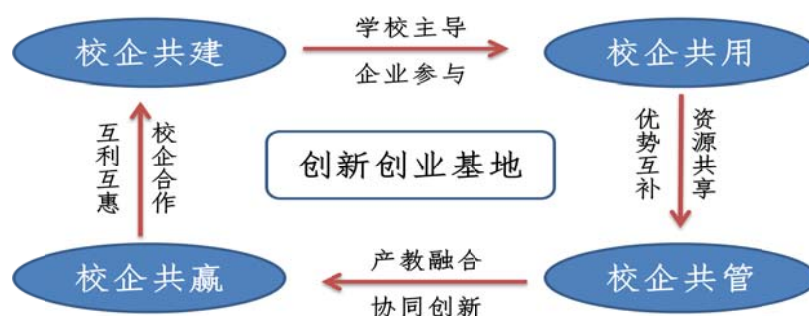 校企共建
学校主导
企业参与
校企共用
互利互惠
校企合作
创新创业基地
优势互补
资源共享
校企共赢
产教融合
协同创新
校企共管